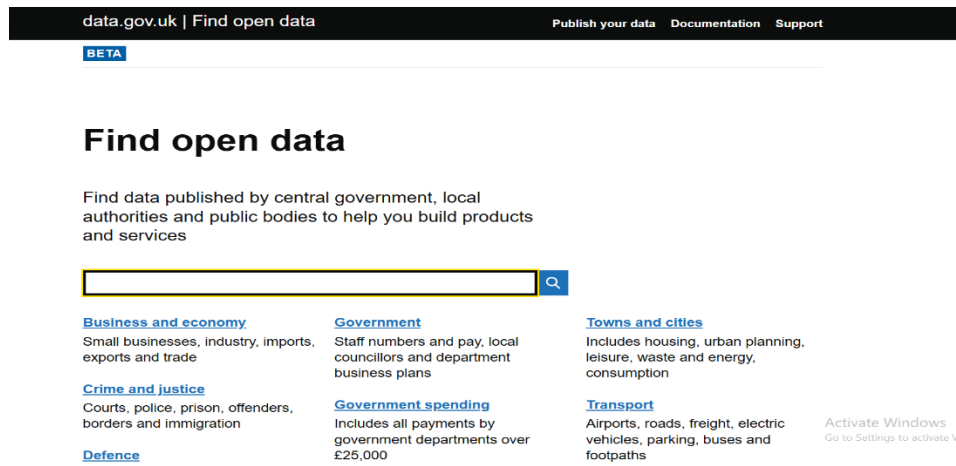 data.gov.uk | Find open data
Publish your data Documentation Support
BETA
Find open data
Find data published by central government, local
authorities and public bodies to help you build products
and services
Business and economy
Small businesses, industry, imports,
exports and trade
Crime and justice
Courts, police, prison, offenders,
borders and immigration
Defence
Government
Staff numbers and pay, local
councillors and department
business plans
Government spending
Includes all payments by
government departments over
£25,000
Towns and cities
Includes housing, urban planning,
leisure, waste and energy,
consumption
Transport
Airports, roads, freight, electric
vehicles, parking, buses and
footpaths
Activate Windows
Go to Settings to activate W